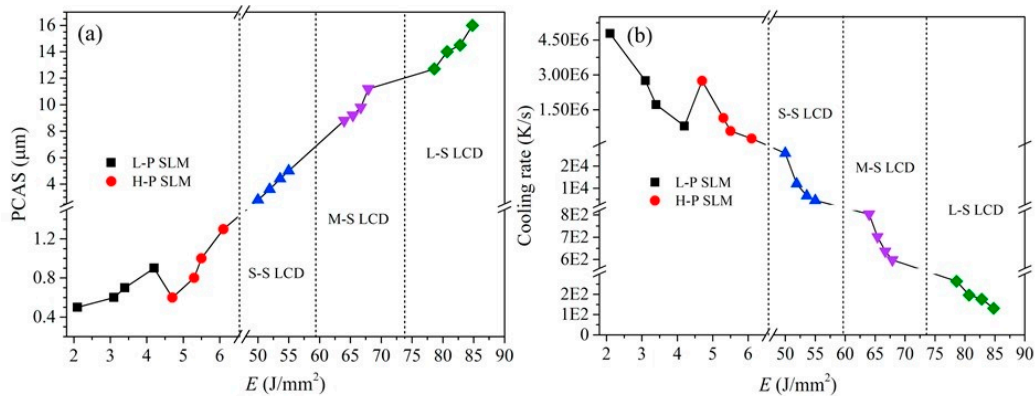 (a)
16
14
12
10
8
6
4
1.2
0.8
0.4
PCAS (μm)
L-P SLM
H-P SLM
S-S LCD
M-S LCD
L-S LCD
2 3 4 5 6 50 55 60 65 70 75 80 85 90
E (J/mm²)
(b)
4.50E6
3.00E6
1.50E6
2E4
1E4
8E2
7E2
6E2
2E2
1E2
0
Cooling rate (K/s)
L-P SLM
H-P SLM
S-S LCD
M-S LCD
L-S LCD
2 3 4 5 6 50 55 60 65 70 75 80 85 90
E (J/mm²)